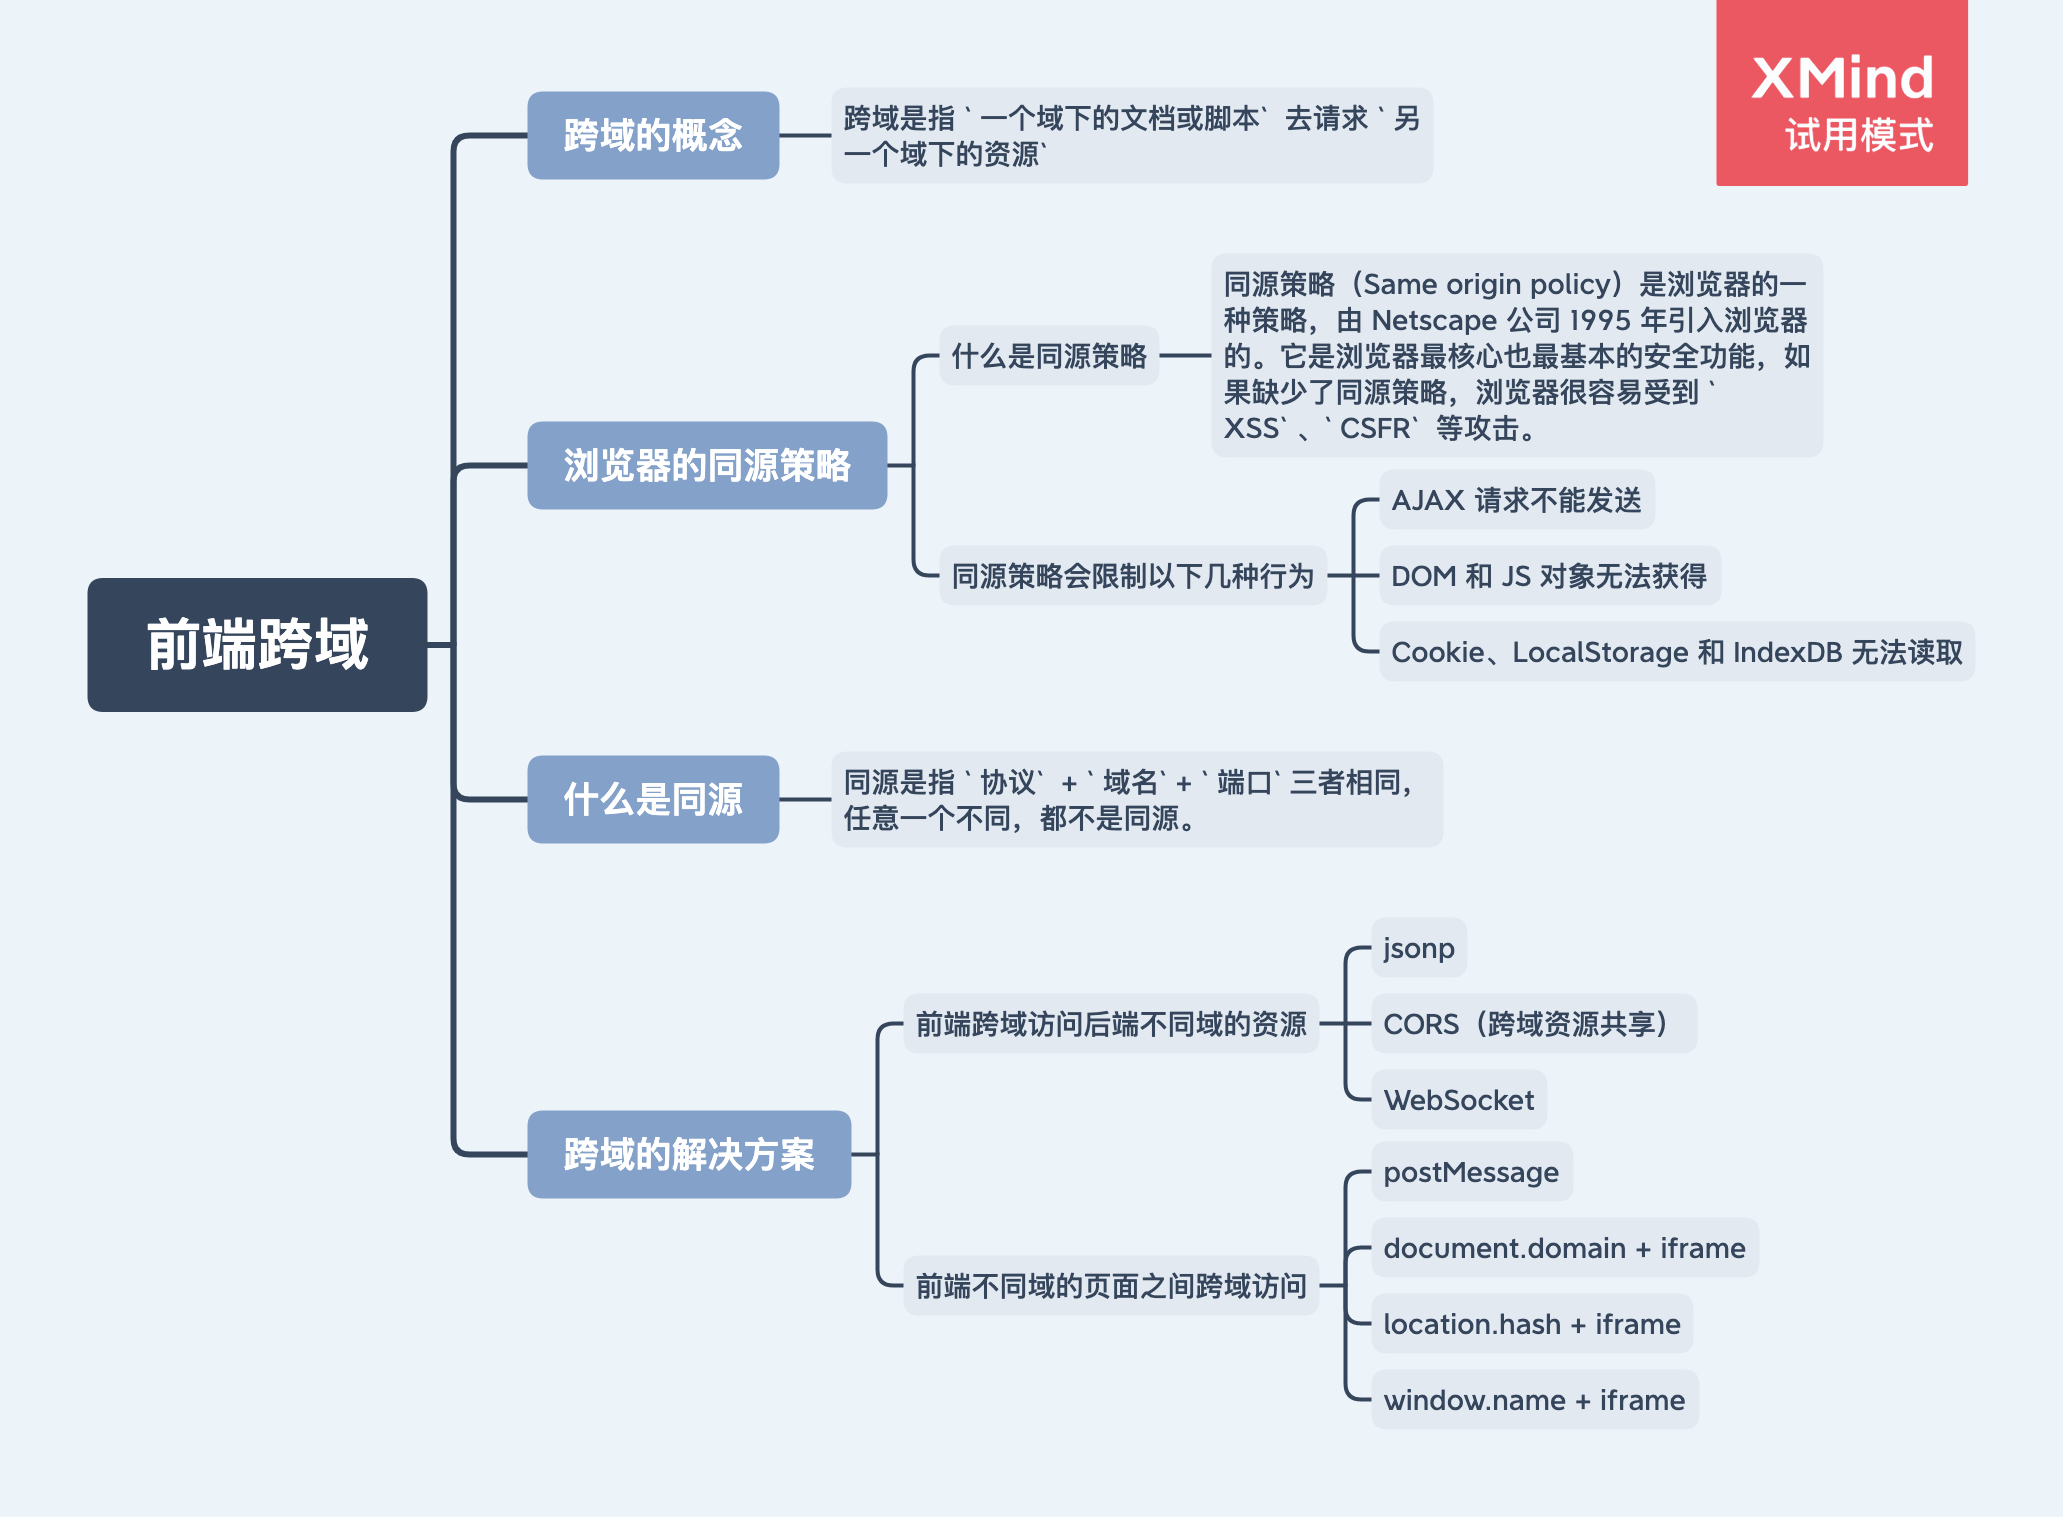 XMind
试用模式
前端跨域
跨域的概念
跨域是指 ` 一个域下的文档或脚本`  去请求 ` 另
一个域下的资源`
浏览器的同源策略
什么是同源策略
同源策略（Same origin policy）是浏览器的一
种策略，由 Netscape 公司 1995 年引入浏览器
的。它是浏览器最核心也最基本的安全功能，如
果缺少了同源策略，浏览器很容易受到 `
XSS` 、` CSFR`  等攻击。
同源策略会限制以下几种行为
AJAX 请求不能发送
DOM 和 JS 对象无法获得
Cookie、LocalStorage 和 IndexDB 无法读取
什么是同源
同源是指 ` 协议`  + ` 域名` + ` 端口` 三者相同，
任意一个不同，都不是同源。
跨域的解决方案
前端跨域访问后端不同域的资源
jsonp
CORS（跨域资源共享）
WebSocket
前端不同域的页面之间跨域访问
postMessage
document.domain + iframe
location.hash + iframe
window.name + iframe